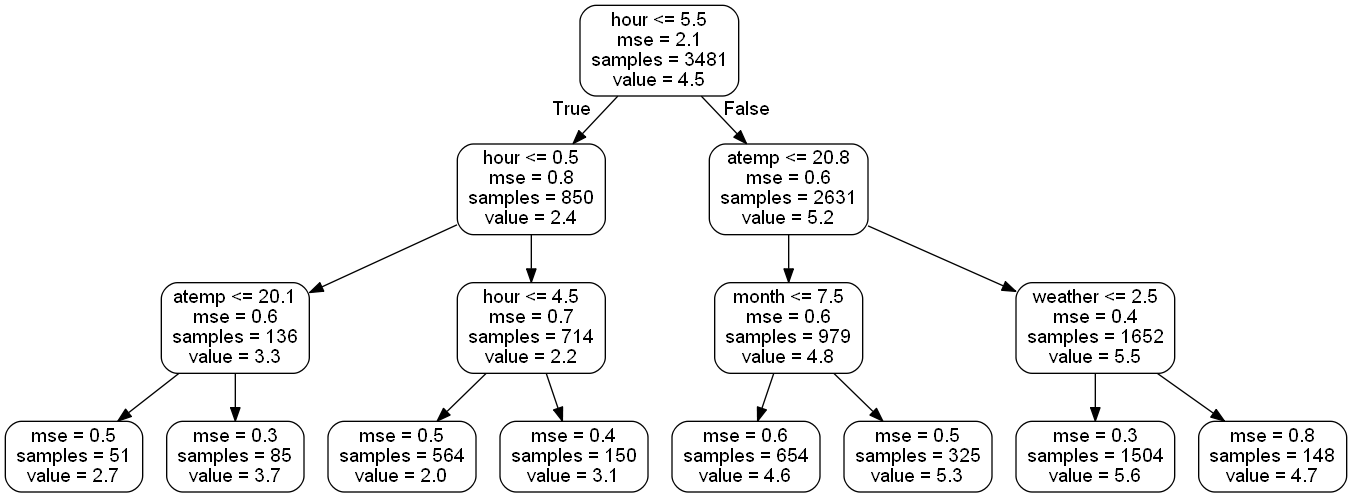 hour <= 5.5
mse = 2.1
samples = 3481
value = 4.5
True
False
hour <= 0.5
mse = 0.8
samples = 850
value = 2.4
atemp <= 20.8
mse = 0.6
samples = 2631
value = 5.2
atemp <= 20.1
mse = 0.6
samples = 136
value = 3.3
hour <= 4.5
mse = 0.7
samples = 714
value = 2.2
month <= 7.5
mse = 0.6
samples = 979
value = 4.8
weather <= 2.5
mse = 0.4
samples = 1652
value = 5.5
mse = 0.5
samples = 51
value = 2.7
mse = 0.3
samples = 85
value = 3.7
mse = 0.5
samples = 564
value = 2.0
mse = 0.4
samples = 150
value = 3.1
mse = 0.6
samples = 654
value = 4.6
mse = 0.5
samples = 325
value = 5.3
mse = 0.3
samples = 1504
value = 5.6
mse = 0.8
samples = 148
value = 4.7